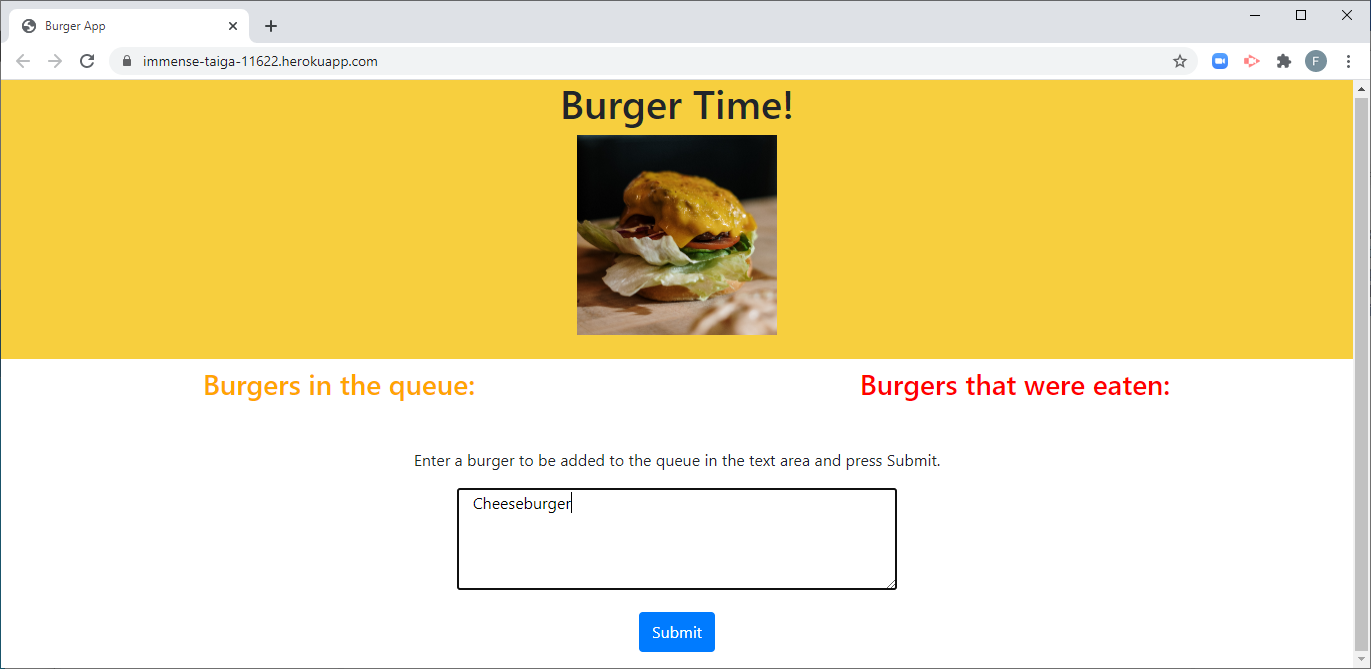 Burger App
immense-taiga-11622.herokuapp.com
F
Burger Time!
Burgers in the queue:
Burgers that were eaten:
Enter a burger to be added to the queue in the text area and press Submit.
Cheeseburger
Submit